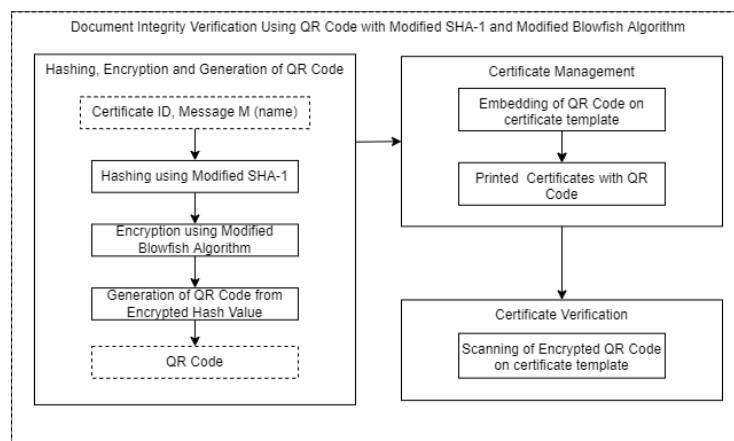 Document Integrity Verification Using QR Code with Modified SHA-1 and Modified Blowfish Algorithm
Hashing, Encryption and Generation of QR Code
Certificate ID, Message M (name)
Hashing using Modified SHA-1
Encryption using Modified
Blowfish Algorithm
Generation of QR Code from
Encrypted Hash Value
QR Code
Certificate Management
Embedding of QR Code on
certificate template
Printed Certificates with QR
Code
Certificate Verification
Scanning of Encrypted QR Code
on certificate template